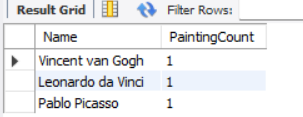 Result Grid Filter Rows:
Name PaintingCount
Vincent van Gogh 1
Leonardo da Vinci 1
Pablo Picasso 1